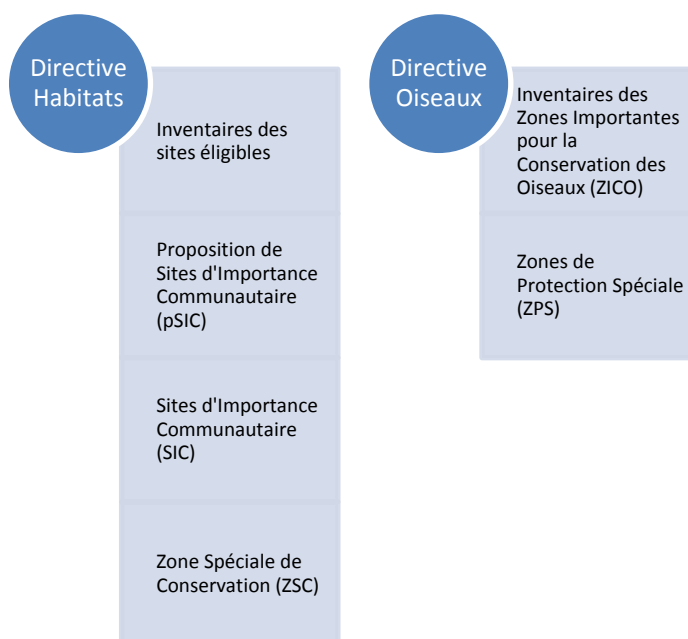 Directive
Habitats
Inventaires des
sites éligibles
Proposition de
Sites d'Importance
Communautaire
(pSIC)
Sites d'Importance
Communautaire
(SIC)
Zone Spéciale de
Conservation (ZSC)
Directive
Oiseaux
Inventaires des
Zones Importantes
pour la
Conservation des
Oiseaux (ZICO)
Zones de
Protection Spéciale
(ZPS)